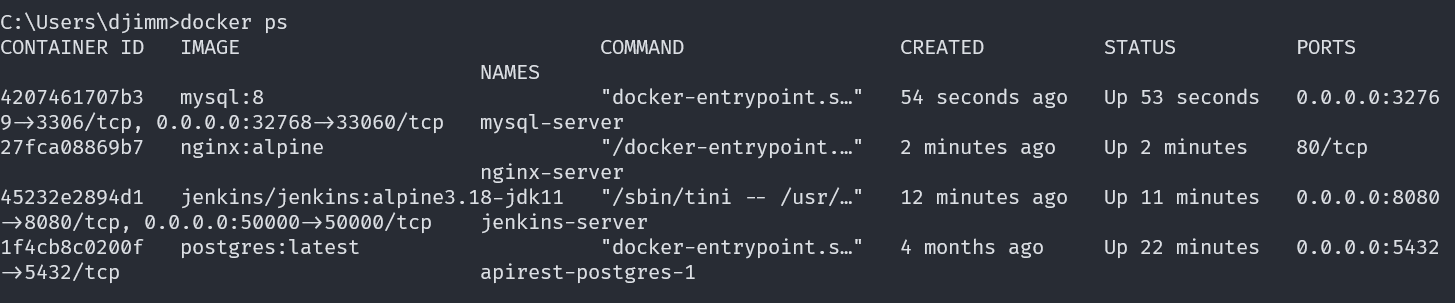 C:\Users\djimm>docker ps
CONTAINER ID   IMAGE                              COMMAND                  CREATED          STATUS          PORTS
                                        NAMES
4207461707b3   mysql:8                            "docker-entrypoint.s…"   54 seconds ago   Up 53 seconds   0.0.0.0:3276
9->3306/tcp, 0.0.0.0:32768->33060/tcp   mysql-server
27fca08869b7   nginx:alpine                       "/docker-entrypoint.…"   2 minutes ago    Up 2 minutes    80/tcp
                                        nginx-server
45232e2894d1   jenkins/jenkins:alpine3.18-jdk11   "/sbin/tini -- /usr/…"   12 minutes ago   Up 11 minutes   0.0.0.0:8080
->8080/tcp, 0.0.0.0:50000->50000/tcp    jenkins-server
1f4cb8c0200f   postgres:latest                    "docker-entrypoint.s…"   4 months ago     Up 22 minutes   0.0.0.0:5432
->5432/tcp                              apirest-postgres-1